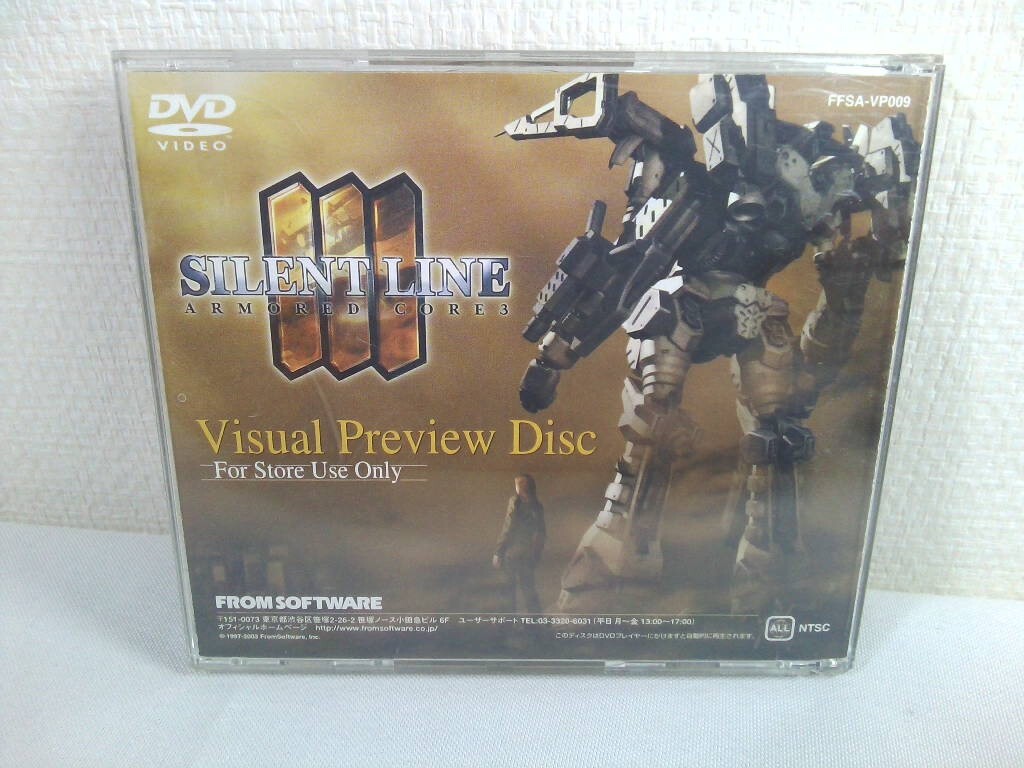 DVD
VIDEO
FFSA-VP009
SILENT LINE
ARMORED CORE 3
Visual Preview Disc
For Store Use Only
FROM SOFTWARE
〒151-0073 東京都渋谷区笹塚2-26-2 笹塚ノース小田急ビル 6F ユーザーサポート TEL:03-3320-6031 (平日 月〜金 13:00〜17:00)
オフィシャルホームページ http://www.fromsoftware.co.jp/
© 1997-2003 FromSoftware, Inc.
このディスクはDVDプレイヤーにかけますと自動的に再生されます。
ALL NTSC